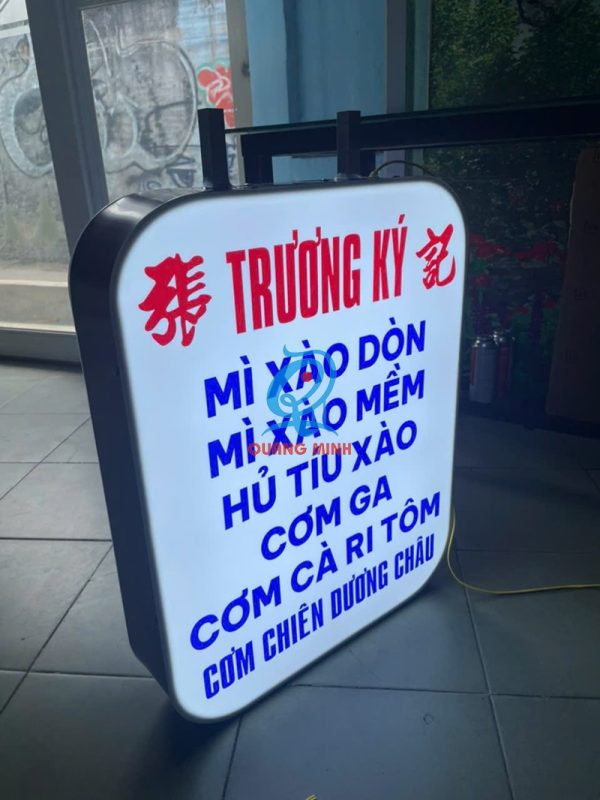 張 TRƯƠNG KÝ 記
MÌ XÀO DÒN
MÌ XÀO MỀM
HỦ TIU XÀO
CƠM GA
CƠM CÀ RI TÔM
CƠM CHIÊN DƯƠNG CHÂU
QUANG MINH